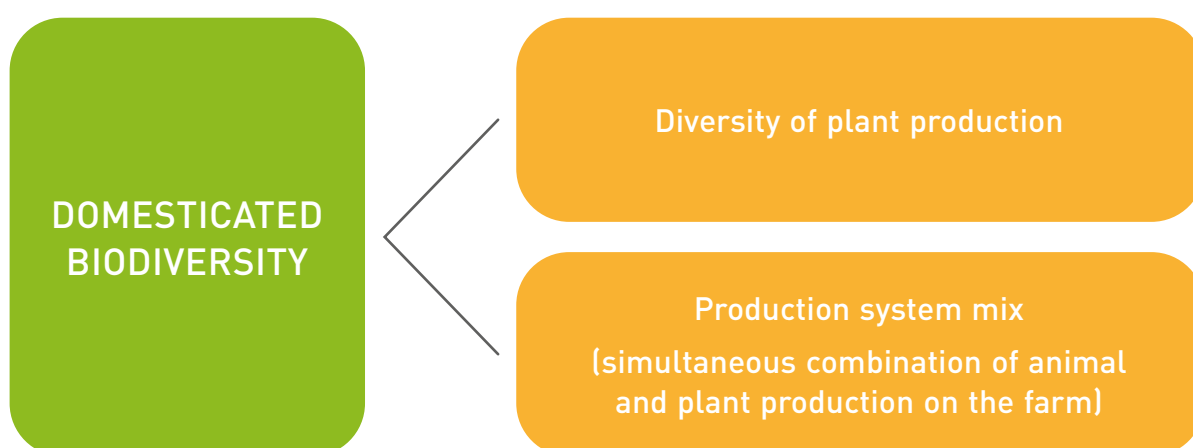 DOMESTICATED
BIODIVERSITY
Diversity of plant production
Production system mix
(simultaneous combination of animal
and plant production on the farm)